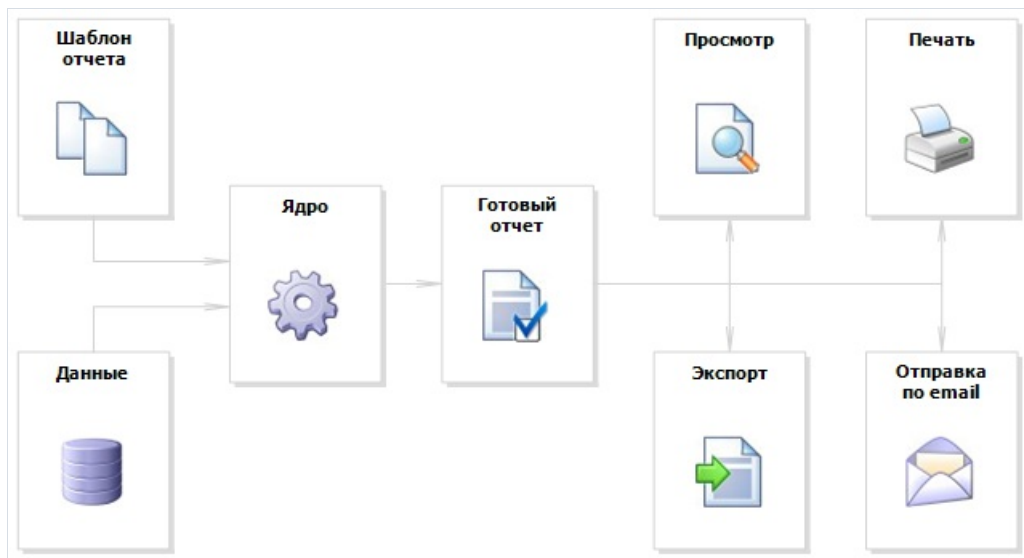 Шаблон
отчета
Просмотр
Печать
Ядро
Готовый
отчет
Данные
Экспорт
Отправка
по email